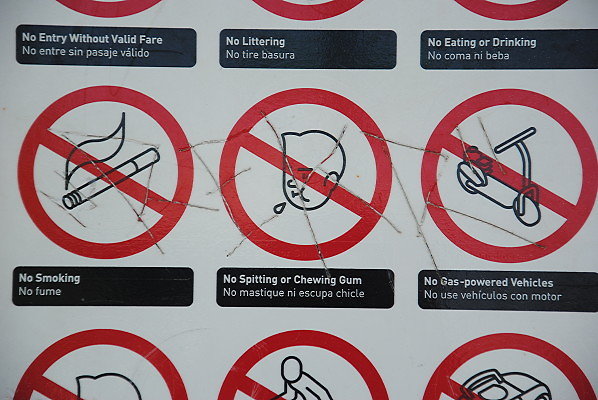 No Entry Without Valid Fare
No entre sin pasaje válido
No Littering
No tire basura
No Eating or Drinking
No coma ni beba
No Smoking
No fume
No Spitting or Chewing Gum
No mastique ni escupa chicle
No Gas-powered Vehicles
No use vehículos con motor